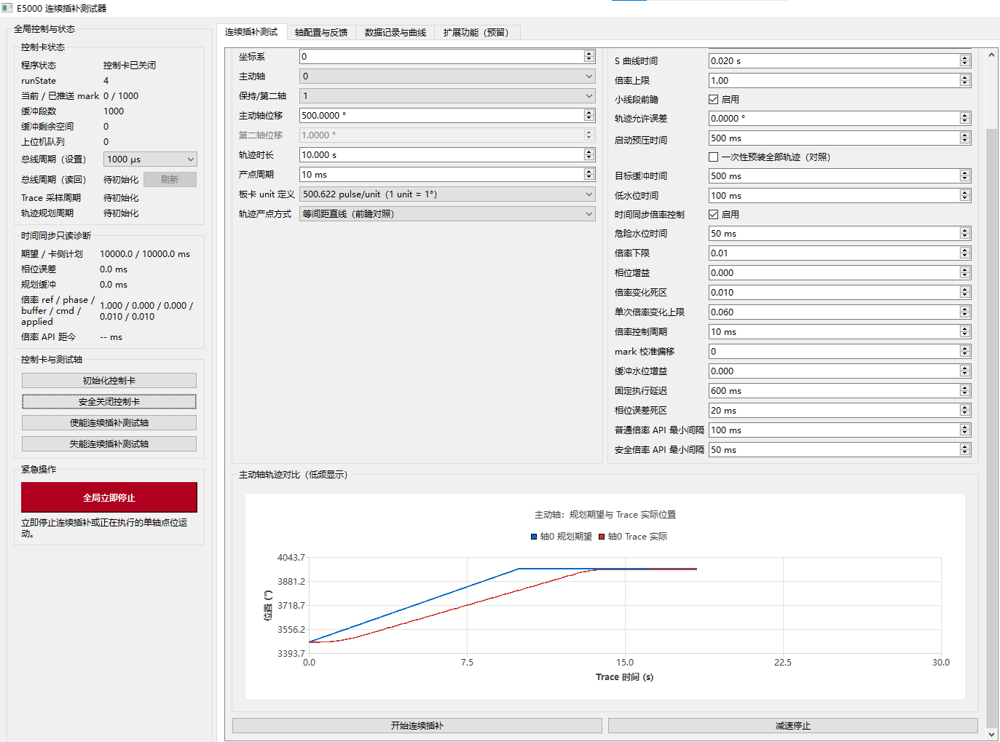 E5000 连续插补测试器
全局控制与状态
控制卡状态
程序状态 控制卡已关闭
runState 4
当前 / 已推送 mark 0 / 1000
缓冲段数 1000
缓冲剩余空间 0
上位机队列 0
总线周期（设置） 1000 μs
总线周期（读回） 待初始化 刷新
Trace 采样周期 待初始化
轨迹规划周期 待初始化
时间同步只读诊断
期望 / 卡侧计划 10000.0 / 10000.0 ms
相位误差 0.0 ms
规划缓冲 0.0 ms
倍率 ref / phase /
buffer / cmd /
applied
1.000 / 0.000 / 0.000 /
0.010 / 0.010
倍率 API 距今 -- ms
控制卡与测试轴
初始化控制卡
安全关闭控制卡
使能连续插补测试轴
失能连续插补测试轴
紧急操作
全局立即停止
立即停止连续插补或正在执行的单轴点位运
动。
连续插补测试 轴配置与反馈 数据记录与曲线 扩展功能（预留）
坐标系 0
主动轴 0
保持/第二轴 1
主动轴位移 500.0000 °
第二轴位移 1.0000 °
轨迹时长 10.000 s
产点周期 10 ms
板卡 unit 定义 500.622 pulse/unit（1 unit = 1°）
轨迹产点方式 等间距直线（前瞻对照）
S 曲线时间 0.020 s
倍率上限 1.00
小线段前瞻 启用
轨迹允许误差 0.0000 °
启动预压时间 500 ms
一次性预装全部轨迹（对照）
目标缓冲时间 500 ms
低水位时间 100 ms
时间同步倍率控制 启用
危险水位时间 50 ms
倍率下限 0.01
相位增益 0.000
倍率变化死区 0.010
单次倍率变化上限 0.060
倍率控制周期 10 ms
mark 校准偏移 0
缓冲水位增益 0.000
固定执行延迟 600 ms
相位误差死区 20 ms
普通倍率 API 最小间隔 100 ms
安全倍率 API 最小间隔 50 ms
主动轴轨迹对比（低频显示）
主动轴：规划期望与 Trace 实际位置
轴0 规划期望 轴0 Trace 实际
4043.7
3881.2
3718.7
3556.2
3393.7
位置 (°)
0.0 7.5 15.0 22.5 30.0
Trace 时间 (s)
开始连续插补 减速停止